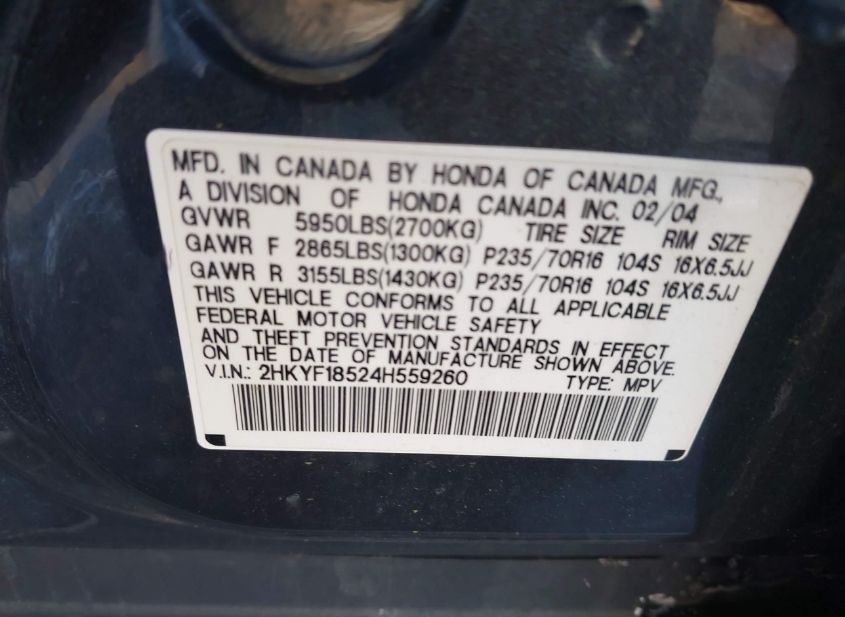 MFD. IN CANADA BY HONDA OF CANADA MFG.,
A DIVISION OF HONDA CANADA INC. 02/04
GVWR 5950LBS(2700KG) TIRE SIZE RIM SIZE
GAWR F 2865LBS(1300KG) P235/70R16 104S 16X6.5JJ
GAWR R 3155LBS(1430KG) P235/70R16 104S 16X6.5JJ
THIS VEHICLE CONFORMS TO ALL APPLICABLE
FEDERAL MOTOR VEHICLE SAFETY
AND THEFT PREVENTION STANDARDS IN EFFECT
ON THE DATE OF MANUFACTURE SHOWN ABOVE.
V.I.N.: 2HKYF18524H559260 TYPE: MPV